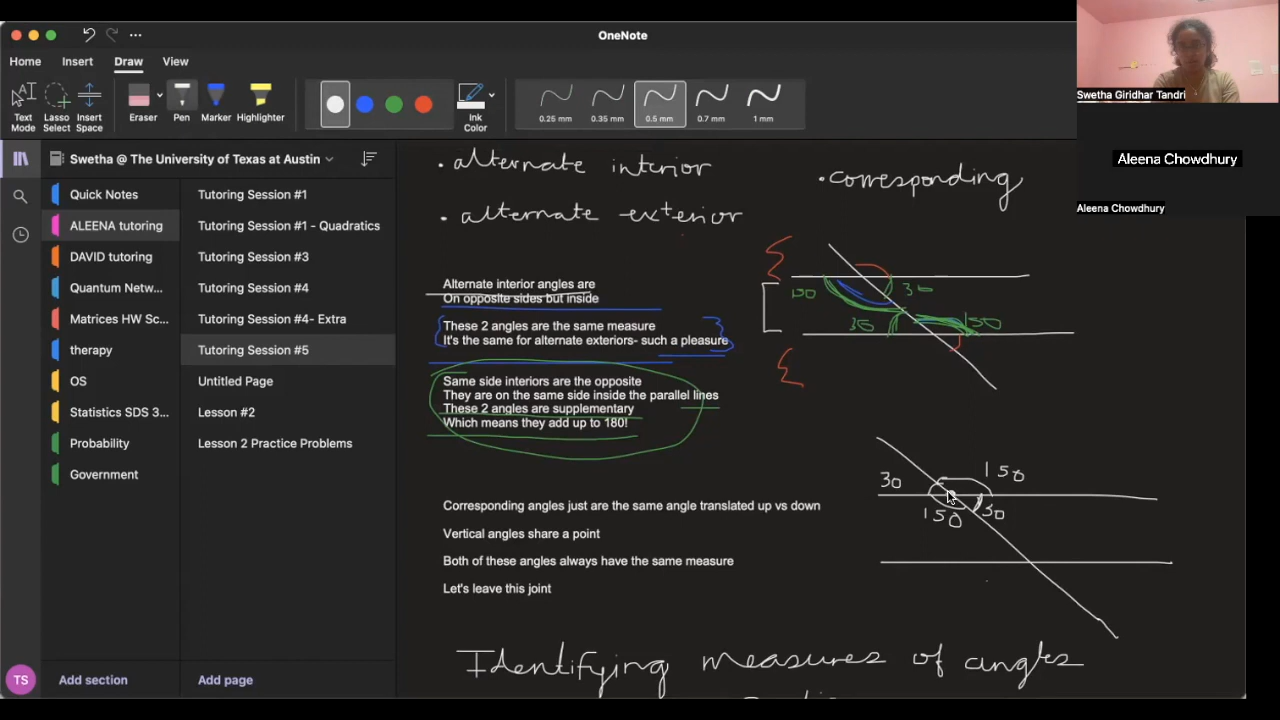 OneNote
Swetha Giridhar Tandri
Aleena Chowdhury
Aleena Chowdhury
Home Insert Draw View
Text Mode
Lasso Select
Insert Space
Eraser
Pen
Marker
Highlighter
Ink Color
0.25 mm
0.35 mm
0.5 mm
0.7 mm
1 mm
Swetha @ The University of Texas at Austin
Quick Notes
ALEENA tutoring
DAVID tutoring
Quantum Netw...
Matrices HW Sc...
therapy
OS
Statistics SDS 3...
Probability
Government
TS
Add section
Tutoring Session #1
Tutoring Session #1 - Quadratics
Tutoring Session #3
Tutoring Session #4
Tutoring Session #4- Extra
Tutoring Session #5
Untitled Page
Lesson #2
Lesson 2 Practice Problems
Add page
• alternate interior
• alternate exterior
• corresponding
Alternate interior angles are
On opposite sides but inside
These 2 angles are the same measure
It's the same for alternate exteriors- such a pleasure
Same side interiors are the opposite
They are on the same side inside the parallel lines
These 2 angles are supplementary
Which means they add up to 180!
Corresponding angles just are the same angle translated up vs down
Vertical angles share a point
Both of these angles always have the same measure
Let's leave this joint
30
30
150
30
150
150
30
Identifying measures of angles